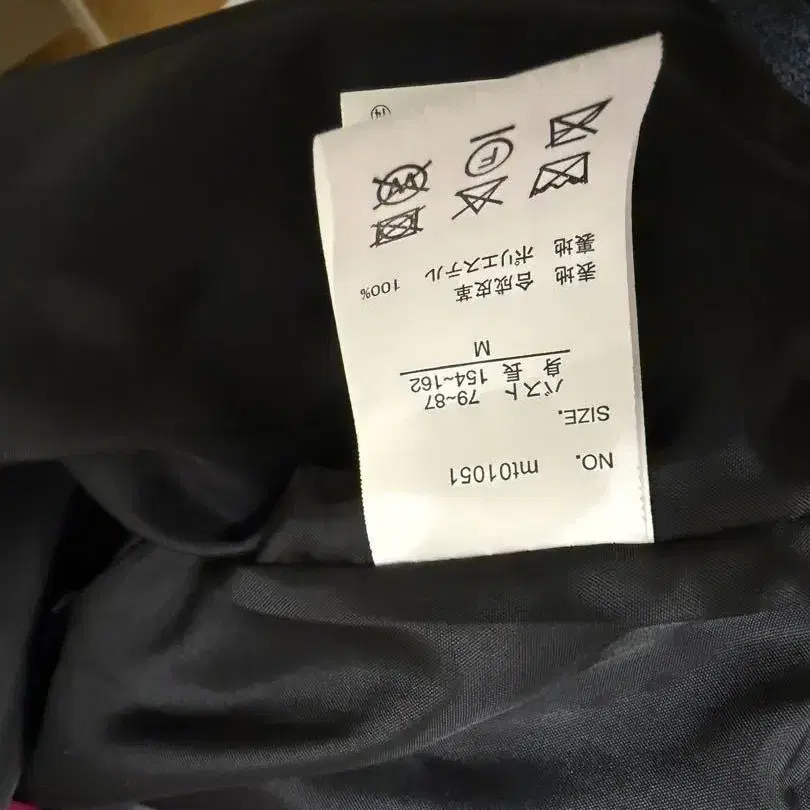 NO. mt01051
SIZE.
バスト 79~87
身長 154~162
M
表地 合成皮革
裏地 ポリエステル 100%
F
W
14